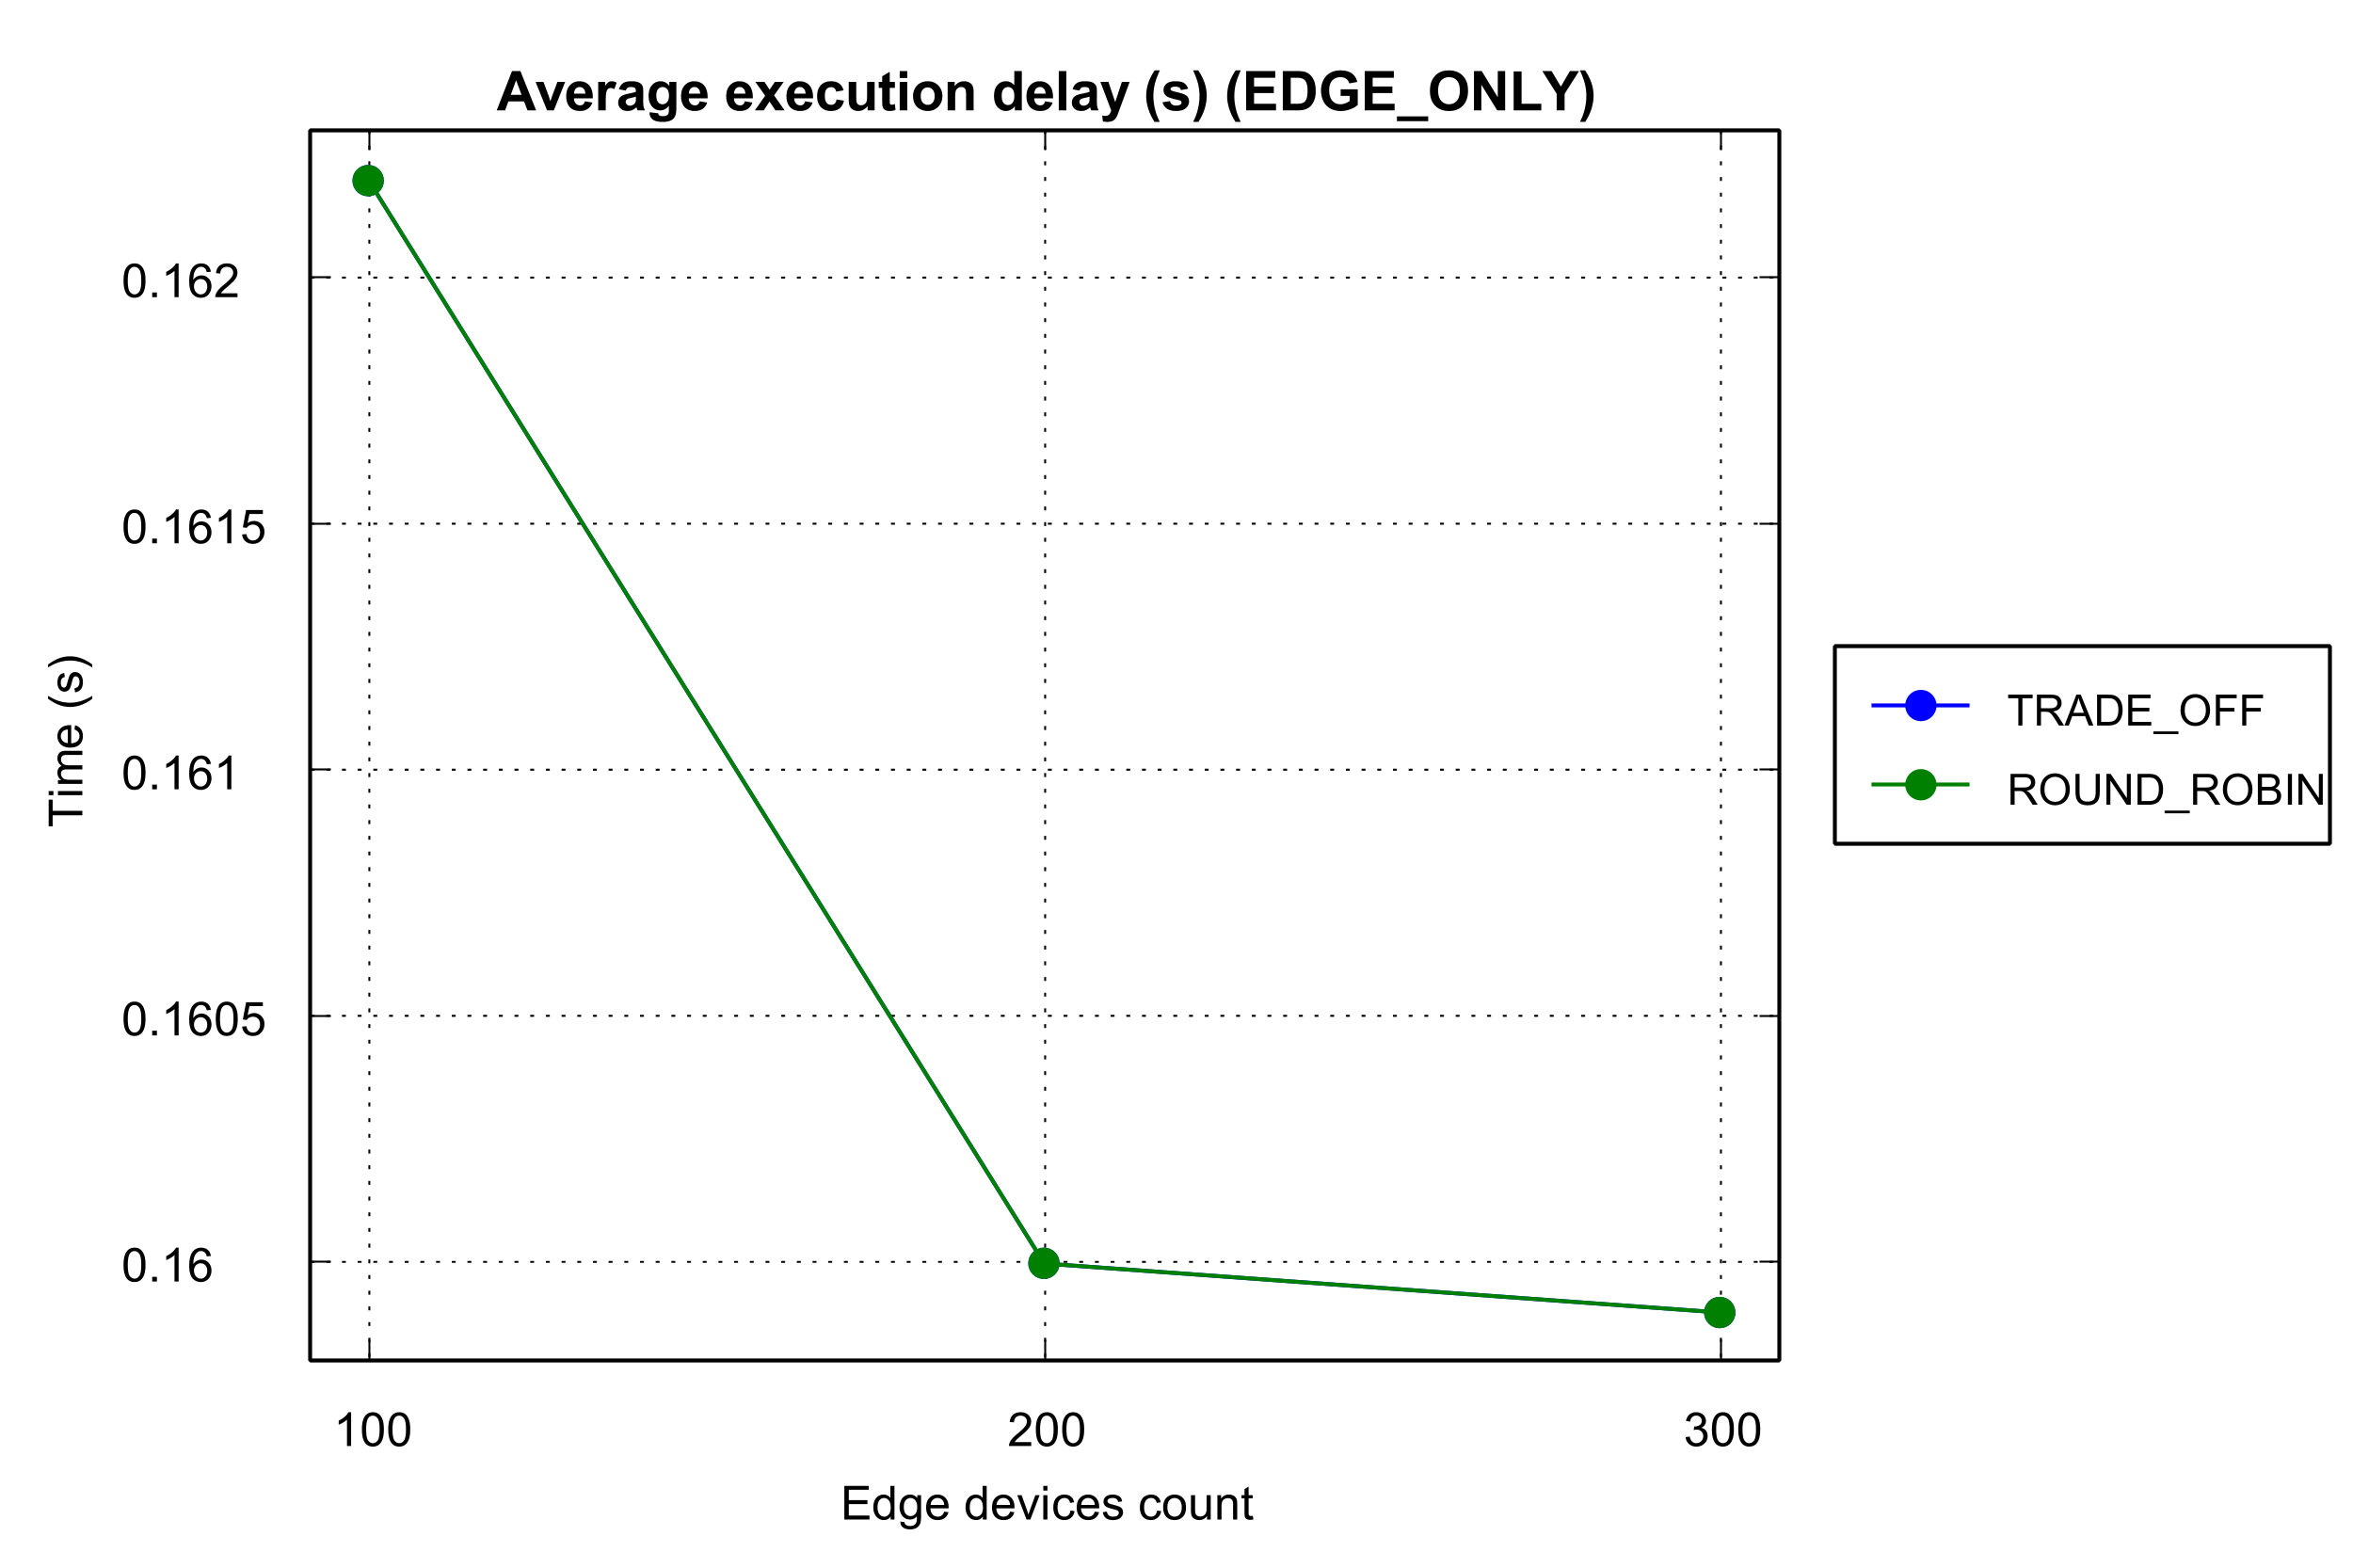 Average execution delay (s) (EDGE_ONLY)
0.162
0.1615
0.161
0.1605
0.16
Time (s)
100 200 300
Edge devices count
TRADE_OFF
ROUND_ROBIN